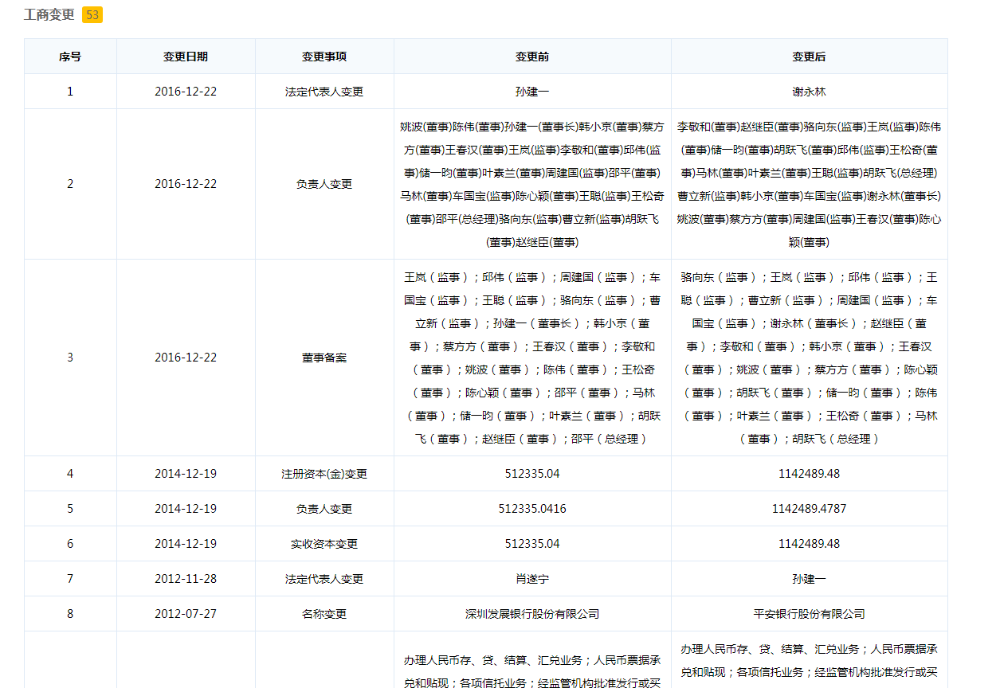 工商变更 53
序号 变更日期 变更事项 变更前 变更后
1 2016-12-22 法定代表人变更 孙建一 谢永林
2 2016-12-22 负责人变更
姚波(董事)陈伟(董事)孙建一(董事长)韩小京(董事)蔡方
方(董事)王春汉(董事)王岚(监事)李敬和(董事)邱伟(监
事)储一昀(董事)叶素兰(董事)周建国(监事)邵平(董事)
马林(董事)车国宝(监事)陈心颖(董事)王聪(监事)王松奇
(董事)邵平(总经理)骆向东(监事)曹立新(监事)胡跃飞
(董事)赵继臣(董事)
李敬和(董事)赵继臣(董事)骆向东(监事)王岚(监事)陈伟
(董事)储一昀(董事)胡跃飞(董事)邱伟(监事)王松奇(董
事)马林(董事)叶素兰(董事)王聪(监事)胡跃飞(总经理)
曹立新(监事)韩小京(董事)车国宝(监事)谢永林(董事长)
姚波(董事)蔡方方(董事)周建国(监事)王春汉(董事)陈心
颖(董事)
3 2016-12-22 董事备案
王岚（监事）；邱伟（监事）；周建国（监事）；车
国宝（监事）；王聪（监事）；骆向东（监事）；曹
立新（监事）；孙建一（董事长）；韩小京（董
事）；蔡方方（董事）；王春汉（董事）；李敬和
（董事）；姚波（董事）；陈伟（董事）；王松奇
（董事）；陈心颖（董事）；邵平（董事）；马林
（董事）；储一昀（董事）；叶素兰（董事）；胡跃
飞（董事）；赵继臣（董事）；邵平（总经理）
骆向东（监事）；王岚（监事）；邱伟（监事）；王
聪（监事）；曹立新（监事）；周建国（监事）；车
国宝（监事）；谢永林（董事长）；赵继臣（董
事）；李敬和（董事）；韩小京（董事）；王春汉
（董事）；姚波（董事）；蔡方方（董事）；陈心颖
（董事）；胡跃飞（董事）；储一昀（董事）；陈伟
（董事）；叶素兰（董事）；王松奇（董事）；马林
（董事）；胡跃飞（总经理）
4 2014-12-19 注册资本(金)变更 512335.04 1142489.48
5 2014-12-19 负责人变更 512335.0416 1142489.4787
6 2014-12-19 实收资本变更 512335.04 1142489.48
7 2012-11-28 法定代表人变更 肖遂宁 孙建一
8 2012-07-27 名称变更 深圳发展银行股份有限公司 平安银行股份有限公司
办理人民币存、贷、结算、汇兑业务；人民币票据承
兑和贴现；各项信托业务；经监管机构批准发行或买
办理人民币存、贷、结算、汇兑业务；人民币票据承
兑和贴现；各项信托业务；经监管机构批准发行或买